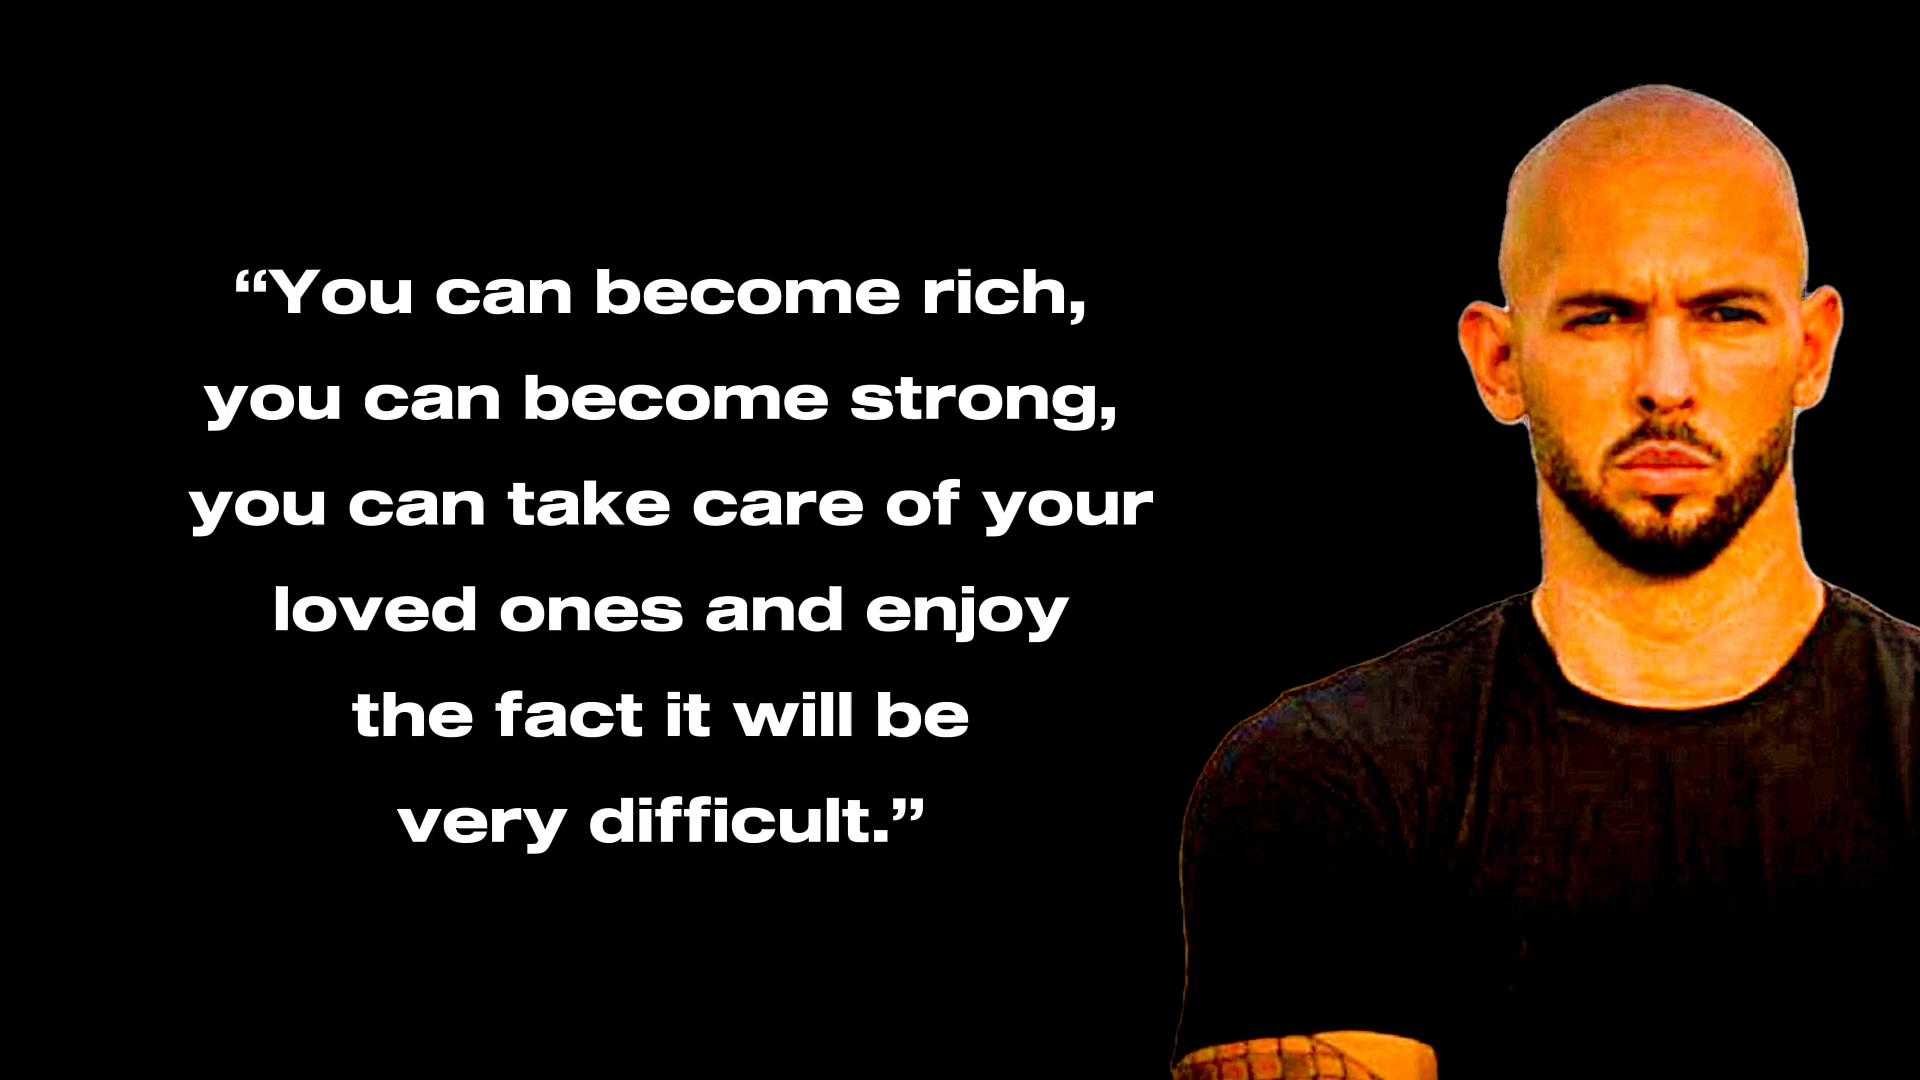 “You can become rich,
you can become strong,
you can take care of your
loved ones and enjoy
the fact it will be
very difficult.”